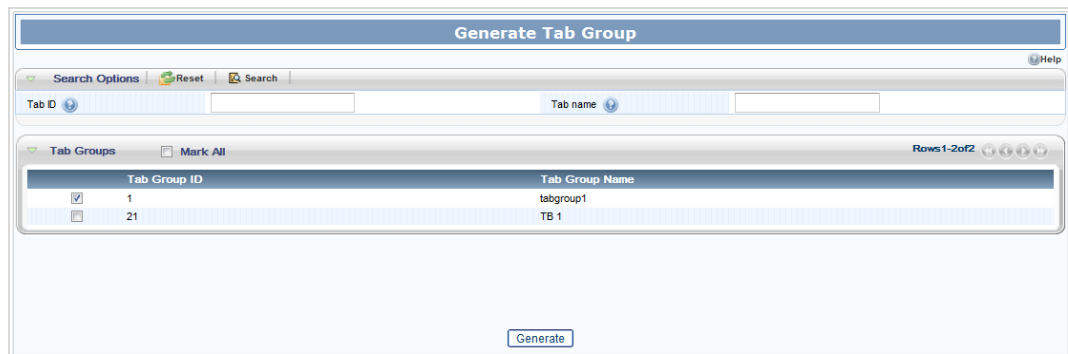 Generate Tab Group
Help
Search Options Reset Search
Tab ID Tab name
Tab Groups Mark All Rows1-2of2
Tab Group ID Tab Group Name
1 tabgroup1
21 TB 1
Generate